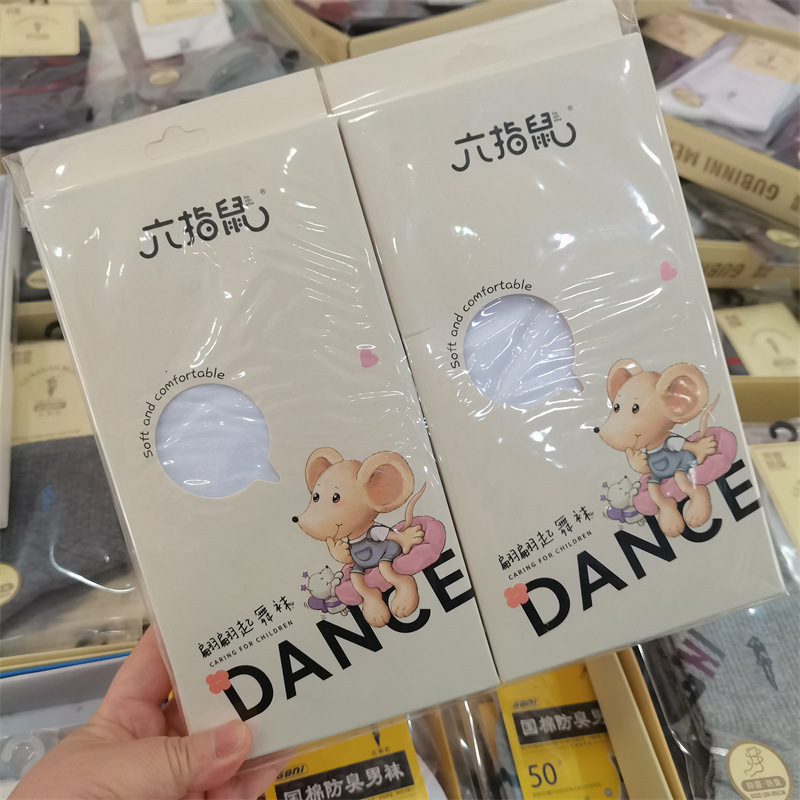 六指鼠®
Soft and comfortable
翩翩起舞袜
CARING FOR CHILDREN
DANCE
六指鼠®
Soft and comfortable
翩翩起舞袜
CARING FOR CHILDREN
DANCE
GUBINNI
国棉防臭男袜
国棉防臭男
50°